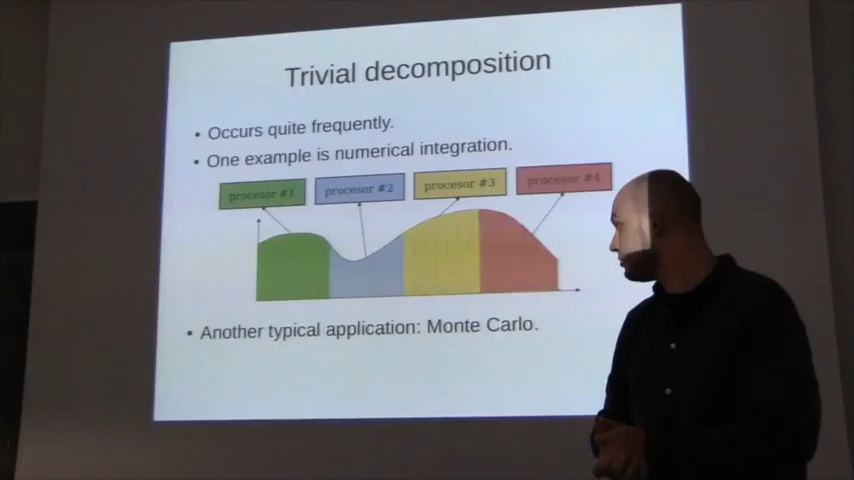 Trivial decomposition
• Occurs quite frequently.
• One example is numerical integration.
procesor #1 procesor #2 procesor #3 procesor #4
• Another typical application: Monte Carlo.